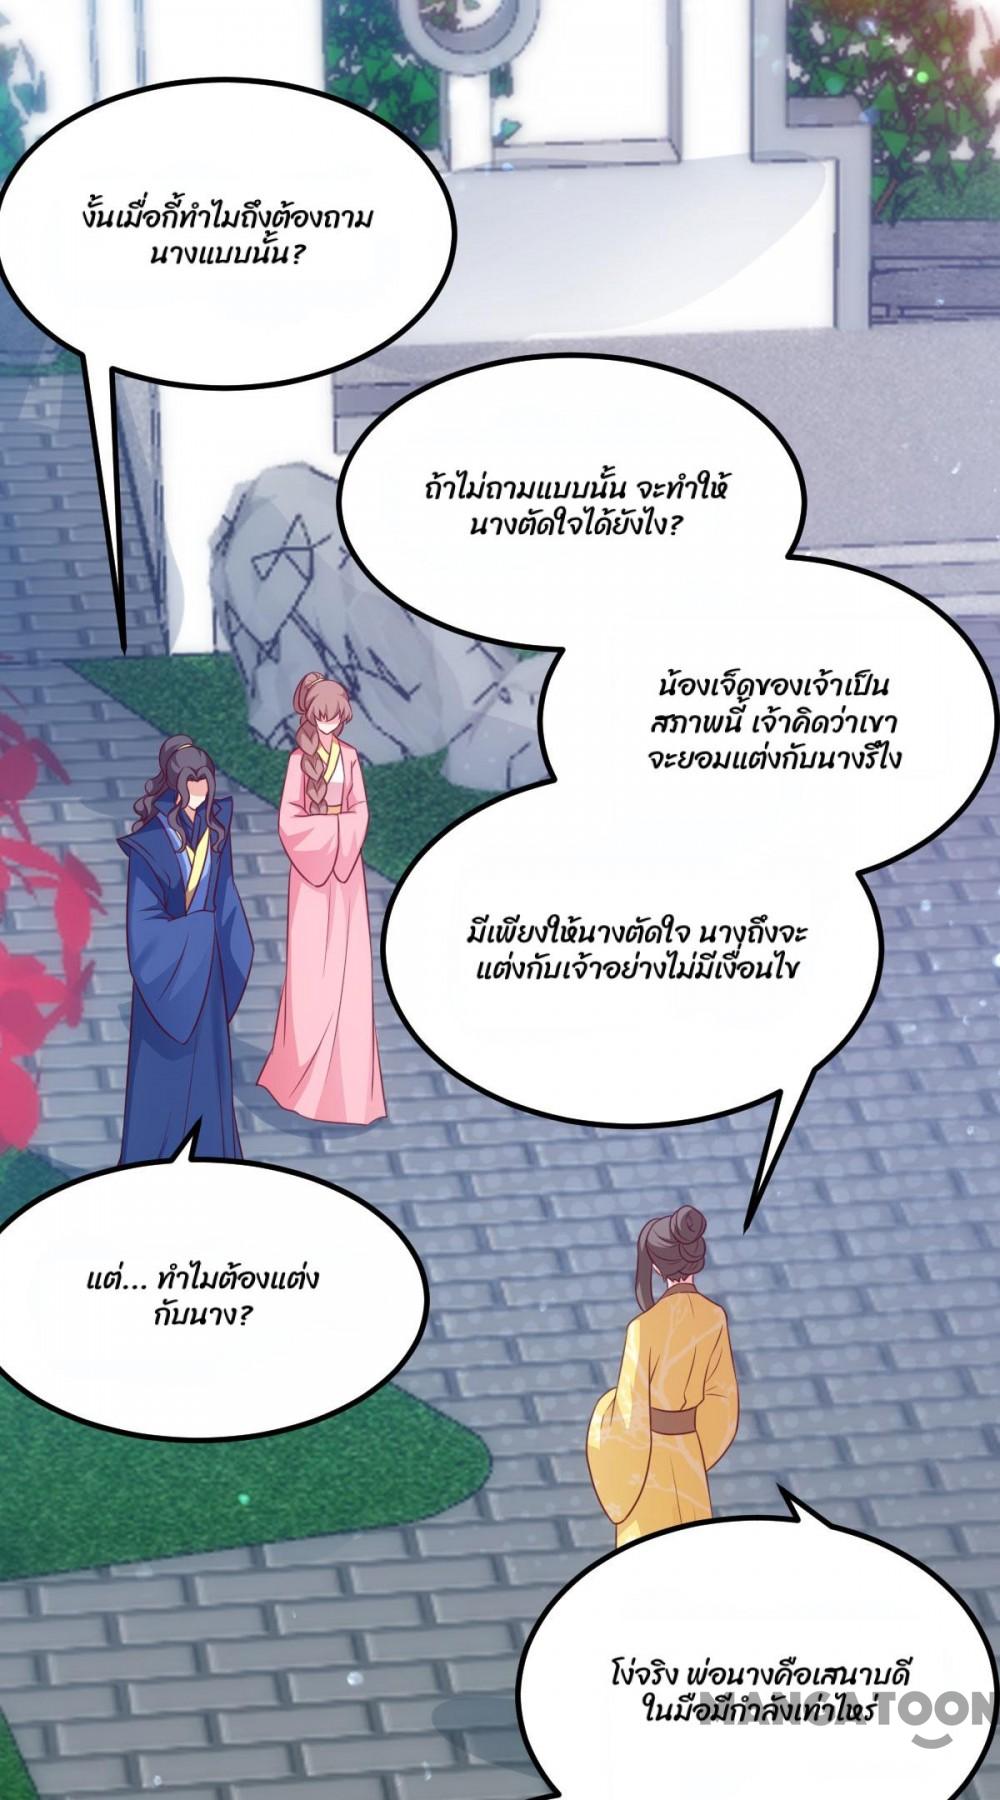 งั้นเมื่อกี้ทำไมถึงต้องถาม
นางแบบนั้น?
ถ้าไม่ถามแบบนั้น จะทำให้
นางตัดใจได้ยังไง?
น้องเจ็ดของเจ้าเป็น
สภาพนี้ เจ้าคิดว่าเขา
จะยอมแต่งกับนางรึไง
มีเพียงให้นางตัดใจ นางถึงจะ
แต่งกับเจ้าอย่างไม่มีเงื่อนไข
แต่... ทำไมต้องแต่ง
กับนาง?
โง่จริง พ่อนางคือเสนาบดี
ในมือมีกำลังเท่าไหร่
MANGATOON